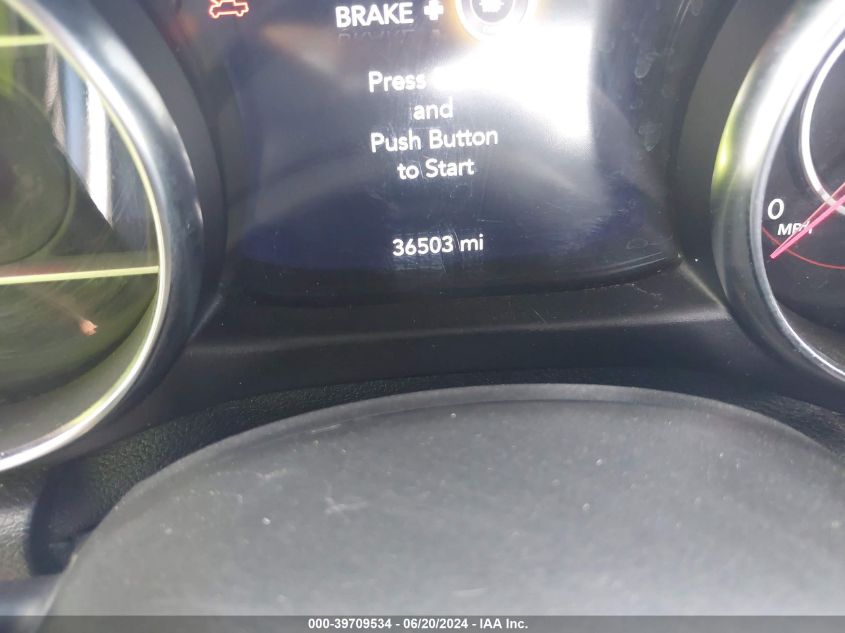 BRAKE +
Press
and
Push Button
to Start
36503 mi
0
MPH
000-39709534 / 06/20/2024 - IAA Inc.